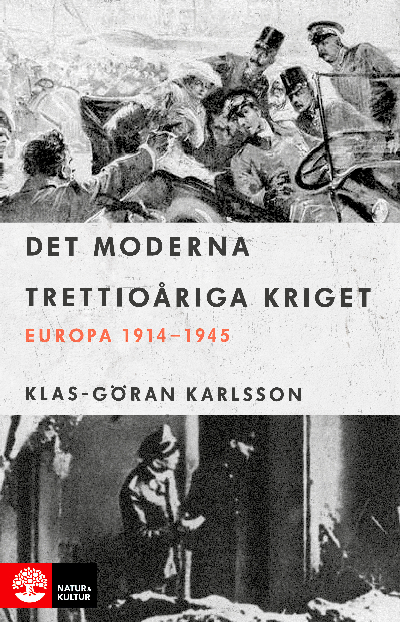 DET MODERNA
TRETTIOÅRIGA KRIGET
EUROPA 1914–1945
KLAS-GÖRAN KARLSSON
NATUR &
KULTUR